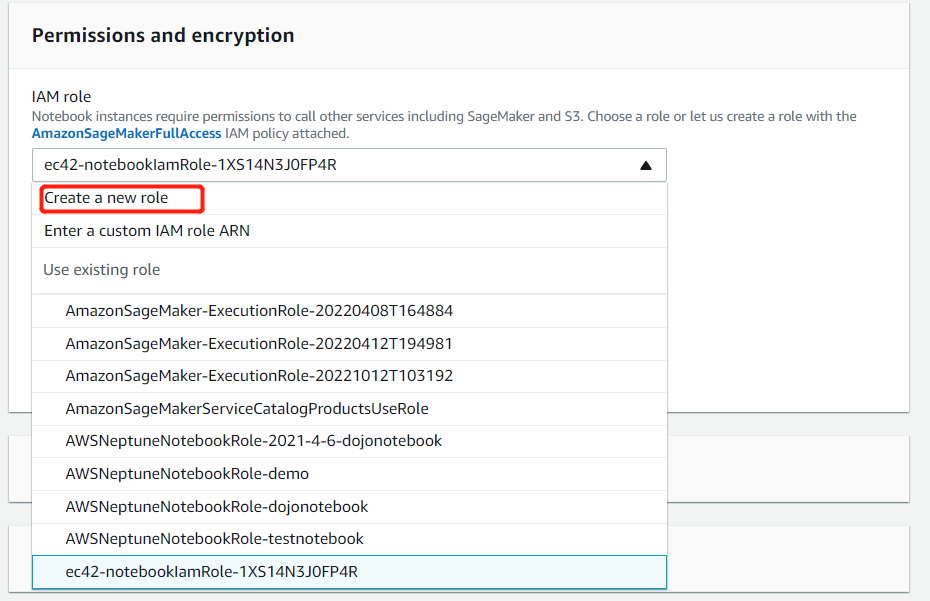 Permissions and encryption
IAM role
Notebook instances require permissions to call other services including SageMaker and S3. Choose a role or let us create a role with the
AmazonSageMakerFullAccess IAM policy attached.
ec42-notebookIamRole-1XS14N3J0FP4R
Create a new role
Enter a custom IAM role ARN
Use existing role
AmazonSageMaker-ExecutionRole-20220408T164884
AmazonSageMaker-ExecutionRole-20220412T194981
AmazonSageMaker-ExecutionRole-20221012T103192
AmazonSageMakerServiceCatalogProductsUseRole
AWSNeptuneNotebookRole-2021-4-6-dojonotebook
AWSNeptuneNotebookRole-demo
AWSNeptuneNotebookRole-dojonotebook
AWSNeptuneNotebookRole-testnotebook
ec42-notebookIamRole-1XS14N3J0FP4R